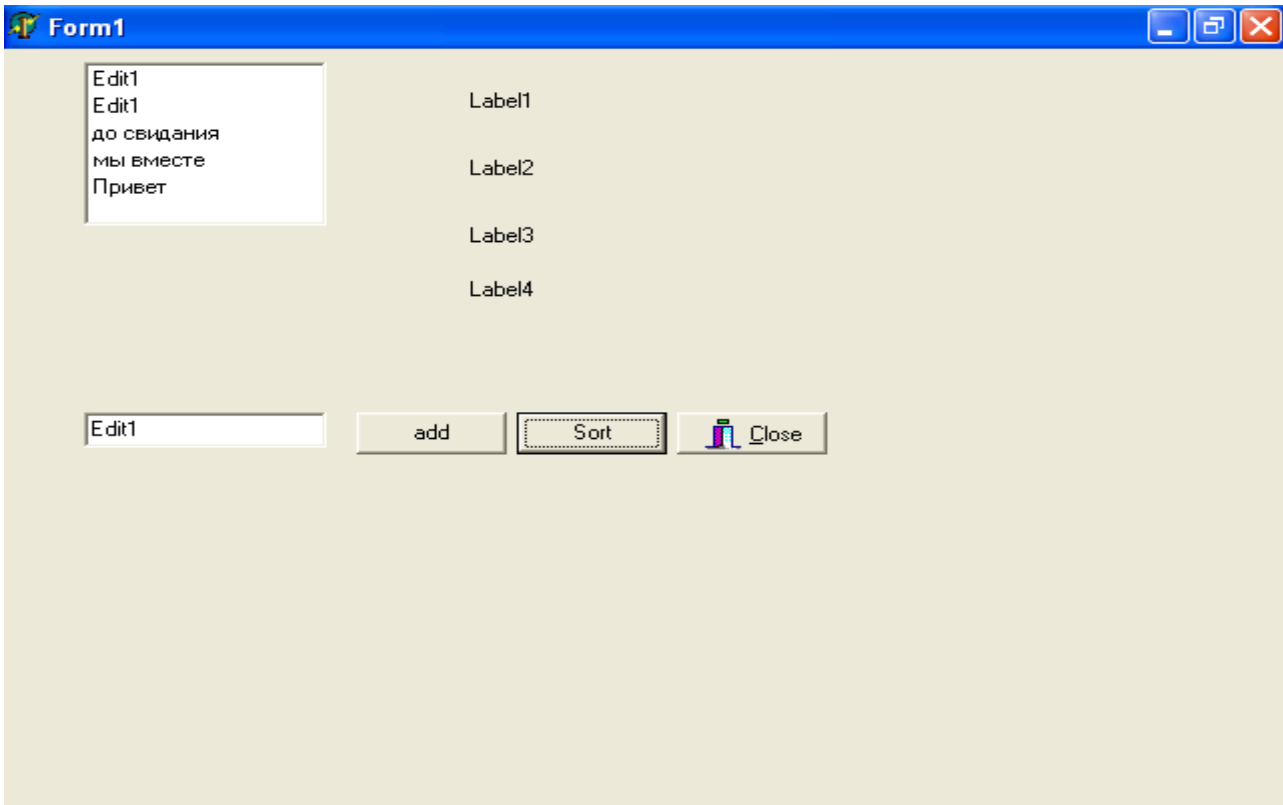 Form1
Edit1
Edit1
до свидания
мы вместе
Привет
Label1
Label2
Label3
Label4
Edit1
add
Sort
Close